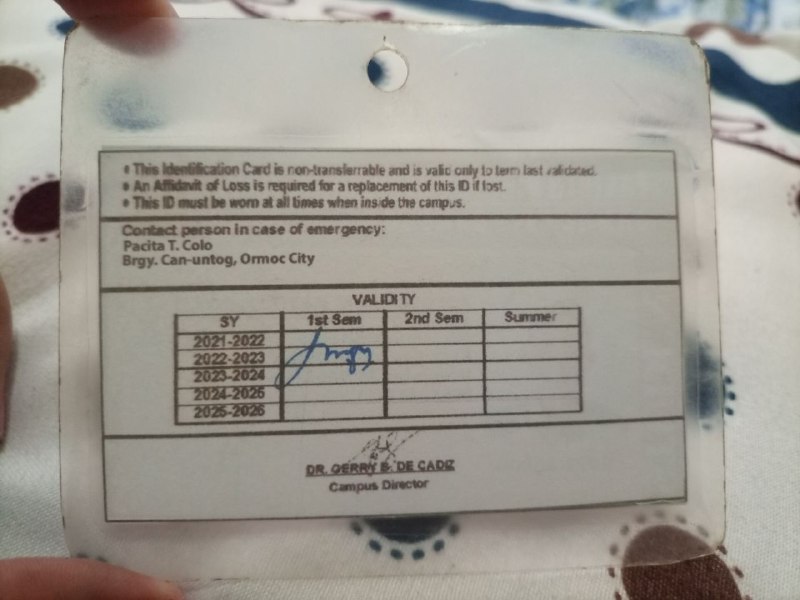 • This Identification Card is non-transferrable and is valid only to term last validated.
• An Affidavit of Loss is required for a replacement of this ID if lost.
• This ID must be worn at all times when inside the campus.
Contact person in case of emergency:
Pacita T. Colo
Brgy. Can-untog, Ormoc City
VALIDITY
SY 1st Sem 2nd Sem Summer
2021-2022
2022-2023
2023-2024
2024-2025
2025-2026
DR. GERRY B. DE CADIZ
Campus Director